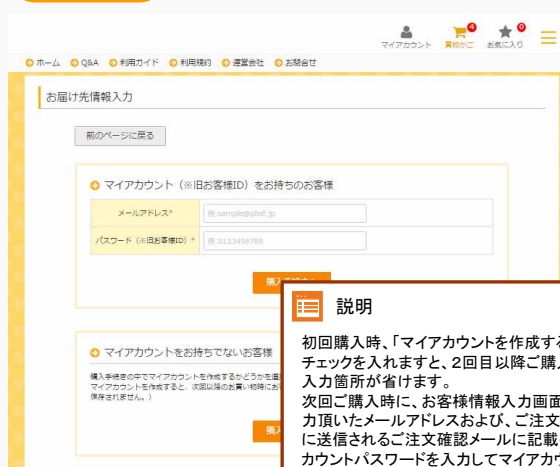 マイアカウント 買物かご 4 お気に入り 0
ホーム Q&A 利用ガイド 利用規約 運営会社 お問合せ
お届け先情報入力
前のページに戻る
マイアカウント（※旧お客様ID）をお持ちのお客様
メールアドレス* 例.sample@plist.jp
パスワード（※旧お客様ID）* 例.0123456789
購入
マイアカウントをお持ちでないお客様
購入手続きの中でマイアカウントを作成するかどうかを
マイアカウントを作成すると、次回以降のお買い物時にお
保存されません。）
購入
説明
初回購入時、「マイアカウントを作成する
チェックを入れますと、2回目以降ご購入
入力箇所が省けます。
次回ご購入時に、お客様情報入力画面
力頂いたメールアドレスおよび、ご注文
に送信されるご注文確認メールに記載
カウントパスワードを入力してマイアカウ